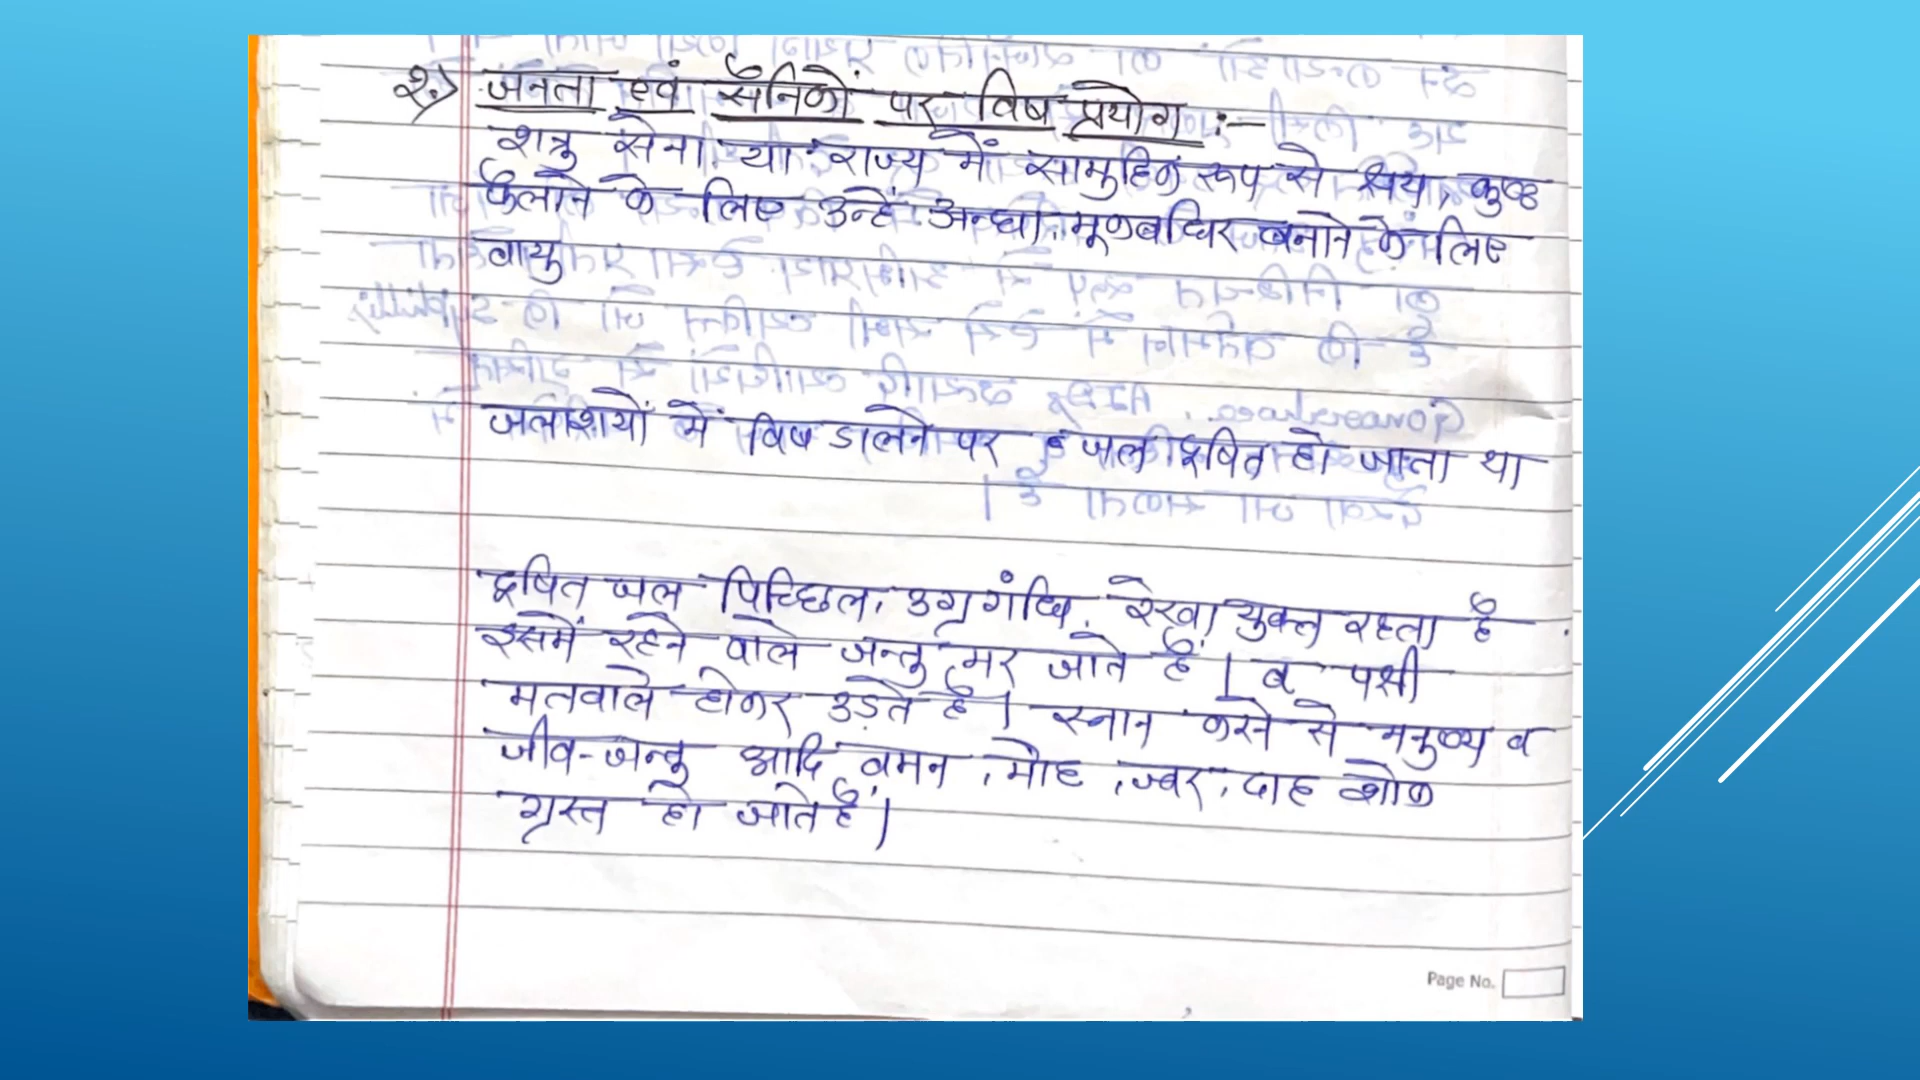 २.) जनता एवं सैनिकों पर विष प्रयोग :-
शत्रु सेना या राज्य में सामुहिक रूप से क्षय, कुष्ठ
फैलाने के लिए उन्हें अन्धा, मूकबधिर बनाने के लिए
वायु
जलाशयों में विष डालने पर जल दूषित हो जाता था
दूषित जल पिच्छिल, उग्रगंधि, रेखा युक्त रहता है
इसमें रहने वाले जन्तु मर जाते हैं। व पक्षी
मतवाले होकर उड़ते है। स्नान करने से मनुष्य व
जीव-जन्तु आदि वमन, मोह, ज्वर, दाह शोफ
ग्रस्त हो जाते हैं।
Page No.